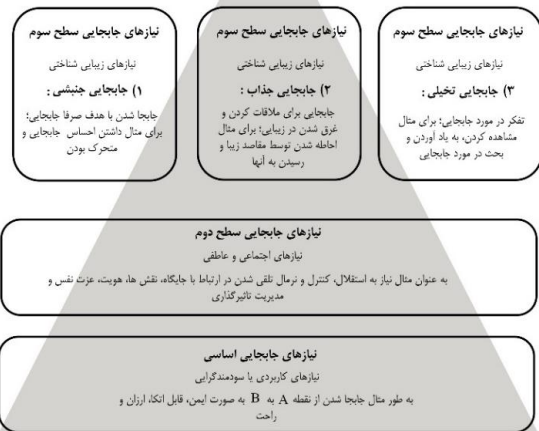 نیازهای جابجایی سطح سوم
نیازهای زیبایی شناختی
۱) جابجایی جنبشی :
جابجا شدن با هدف صرفا جابجایی؛
برای مثال داشتن احساس جابجایی و
متحرک بودن
نیازهای جابجایی سطح سوم
نیازهای زیبایی شناختی
۲) جابجایی جذاب :
جابجایی برای ملاقات کردن و
غرق شدن در زیبایی؛ برای مثال
احاطه شدن توسط مقاصد زیبا و
رسیدن به آنها
نیازهای جابجایی سطح سوم
نیازهای زیبایی شناختی
۳) جابجایی تخیلی :
تفکر در مورد جابجایی؛ برای مثال
مشاهده کردن، به یاد آوردن و
بحث در مورد جابجایی
نیازهای جابجایی سطح دوم
نیازهای اجتماعی و عاطفی
به عنوان مثال نیاز به استقلال، کنترل و نرمال تلقی شدن در ارتباط با جایگاه، نقش ها، هویت، عزت نفس و
مدیریت تاثیرگذاری
نیازهای جابجایی اساسی
نیازهای کاربردی یا سودمندگرایی
به طور مثال جابجا شدن از نقطه A به B به صورت ایمن، قابل اتکا، ارزان و
راحت